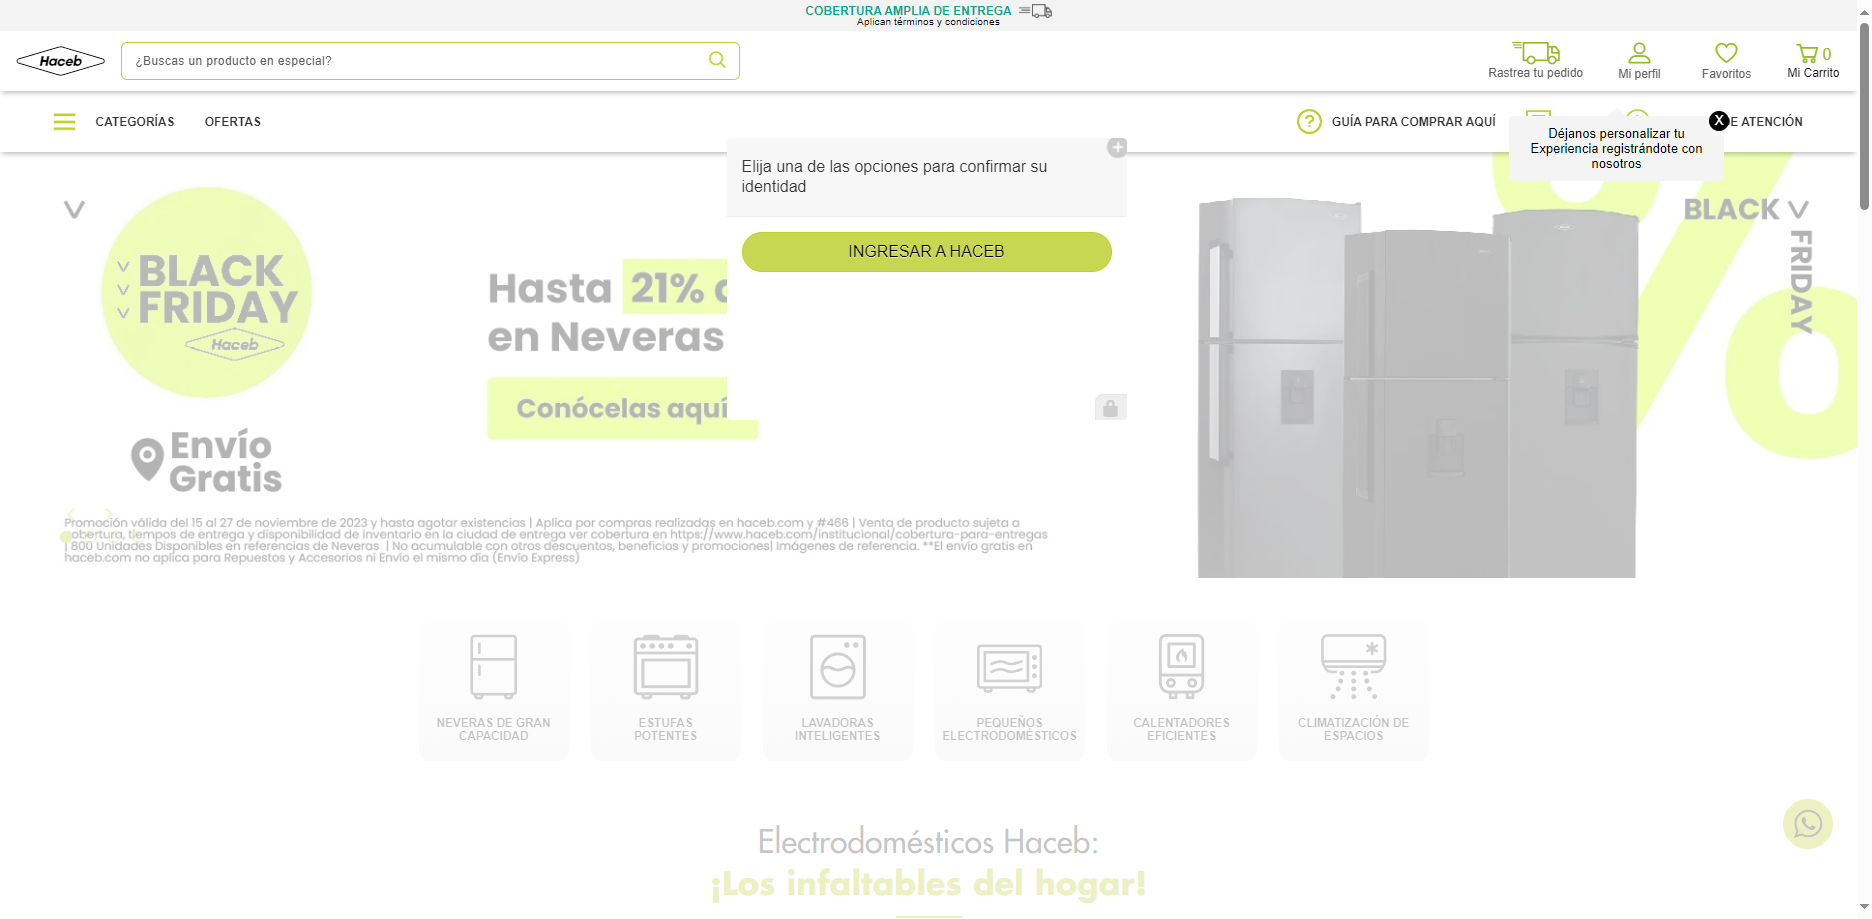 COBERTURA AMPLIA DE ENTREGA
Aplican términos y condiciones
Haceb
¿Buscas un producto en especial?
Rastrea tu pedido
Mi perfil
Favoritos
0
Mi Carrito
CATEGORÍAS
OFERTAS
GUÍA PARA COMPRAR AQUÍ
X
E ATENCIÓN
Déjanos personalizar tu
Experiencia registrándote con
nosotros
Elija una de las opciones para confirmar su
identidad
INGRESAR A HACEB
BLACK
FRIDAY
Haceb
Envío
Gratis
Hasta 21%
en Neveras
Conócelas aquí
BLACK
FRIDAY
%
Promoción válida del 15 al 27 de noviembre de 2023 y hasta agotar existencias | Aplica por compras realizadas en haceb.com y #466 | Venta de producto sujeta a
cobertura, tiempos de entrega y disponibilidad de inventario en la ciudad de entrega ver cobertura en https://www.haceb.com/institucional/cobertura-para-entregas
| 800 Unidades Disponibles en referencias de Neveras | No acumulable con otros descuentos, beneficios y promociones| Imágenes de referencia. **El envío gratis en
haceb.com no aplica para Repuestos y Accesorios ni Envío el mismo día (Envío Express)
NEVERAS DE GRAN
CAPACIDAD
ESTUFAS
POTENTES
LAVADORAS
INTELIGENTES
PEQUEÑOS
ELECTRODOMÉSTICOS
CALENTADORES
EFICIENTES
CLIMATIZACIÓN DE
ESPACIOS
Electrodomésticos Haceb:
¡Los infaltables del hogar!